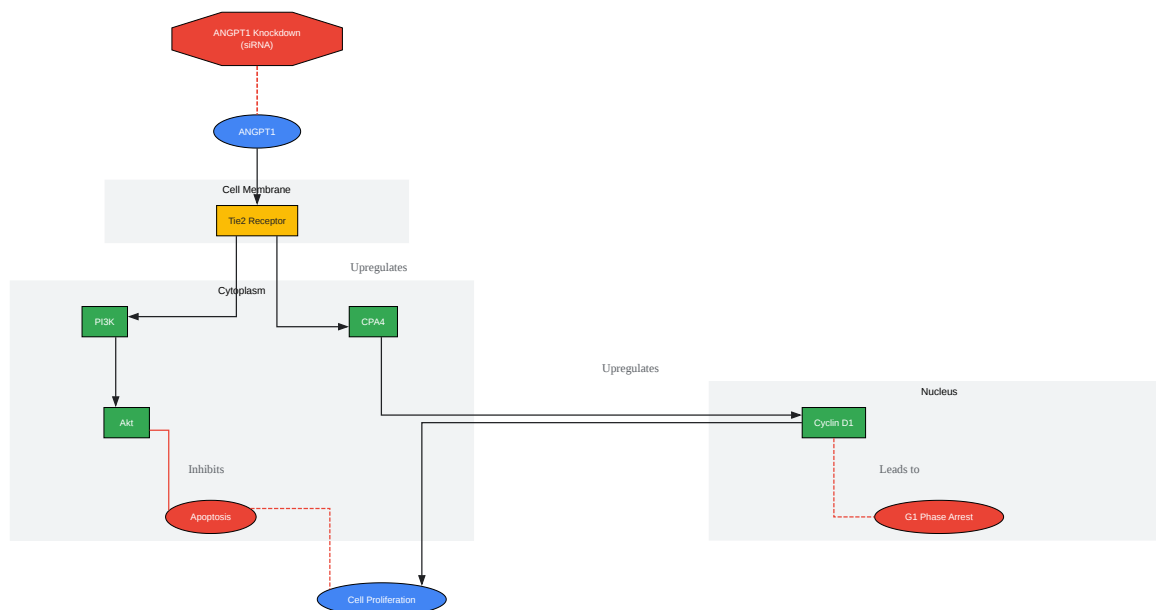 ANGPT1 Knockdown
(siRNA)
ANGPT1
Cell Membrane
Tie2 Receptor
Upregulates
Cytoplasm
PI3K
CPA4
Upregulates
Nucleus
Akt
Cyclin D1
Inhibits
Leads to
Apoptosis
G1 Phase Arrest
Cell Proliferation